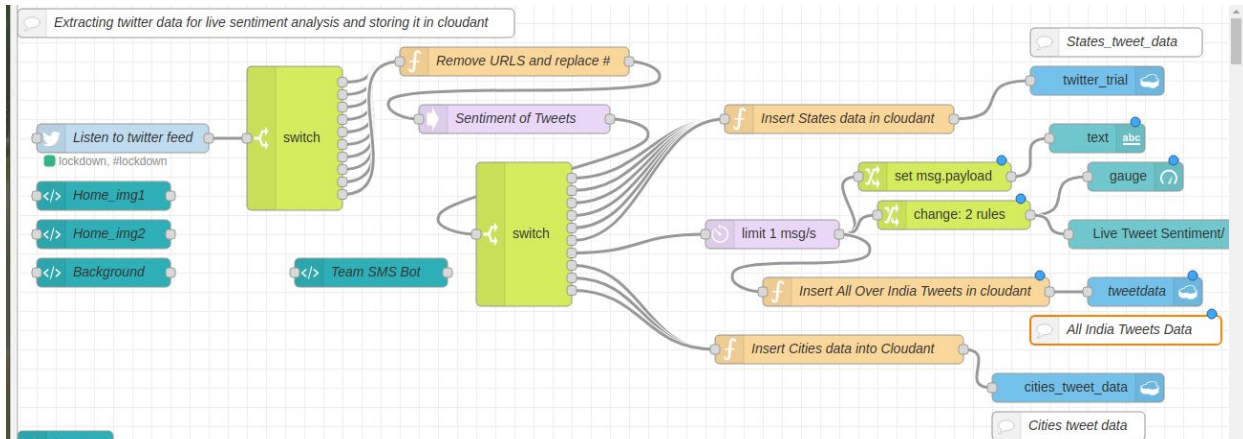 Extracting twitter data for live sentiment analysis and storing it in cloudant
Remove URLS and replace #
States_tweet_data
twitter_trial
Listen to twitter feed
lockdown, #lockdown
switch
Sentiment of Tweets
Insert States data in cloudant
text
abc
set msg.payload
gauge
Home_img1
change: 2 rules
Home_img2
switch
limit 1 msg/s
Live Tweet Sentiment/
Background
Team SMS Bot
Insert All Over India Tweets in cloudant
tweetdata
All India Tweets Data
Insert Cities data into Cloudant
cities_tweet_data
Cities tweet data